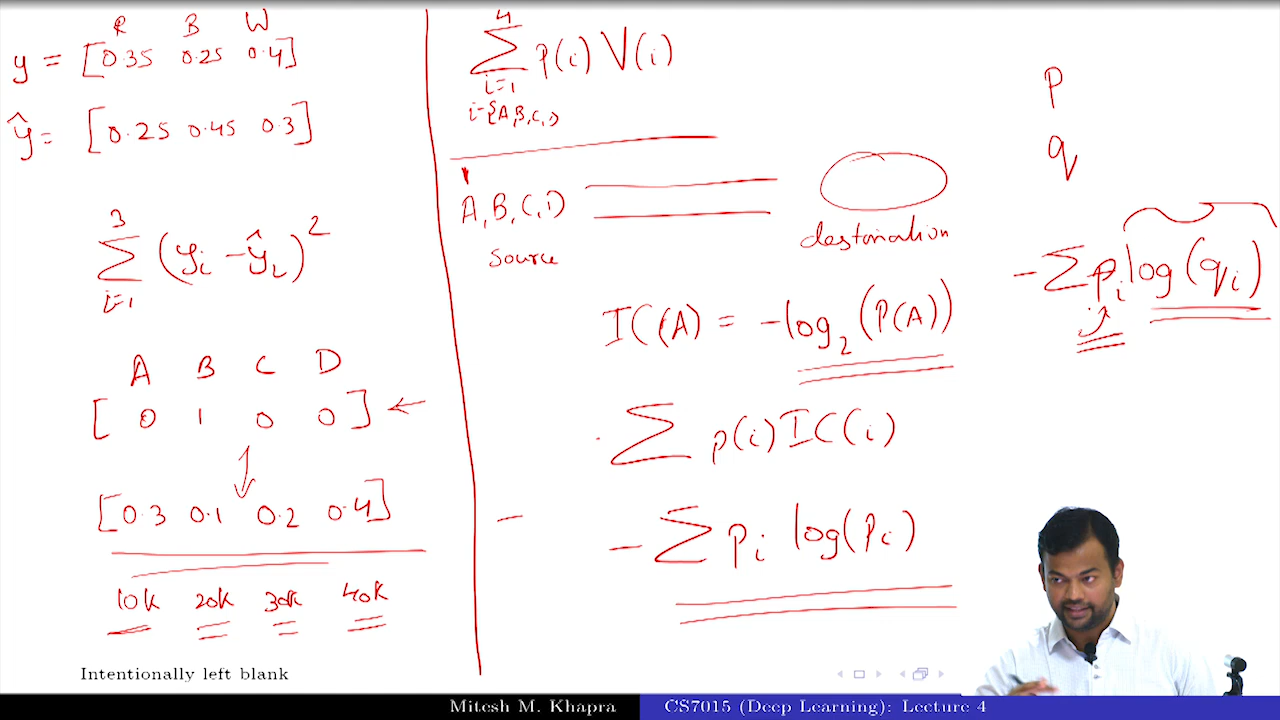 R B W
y = [0.35 0.25 0.4]
ŷ = [0.25 0.45 0.3]
3
∑ (yᵢ - ŷᵢ)²
i=1
A B C D
[ 0 1 0 0 ] ←
↕
[0.3 0.1 0.2 0.4]
10k 20k 30k 40k
4
∑ p(i) V(i)
i=1
i={A,B,C,D
A, B, C, D
source
destination
IC(A) = -log₂(P(A))
∑ p(i) IC(i)
- - ∑ pᵢ log(pᵢ)
p
q
-∑ pᵢ log(qᵢ)
Intentionally left blank
Mitesh M. Khapra CS7015 (Deep Learning): Lecture 4